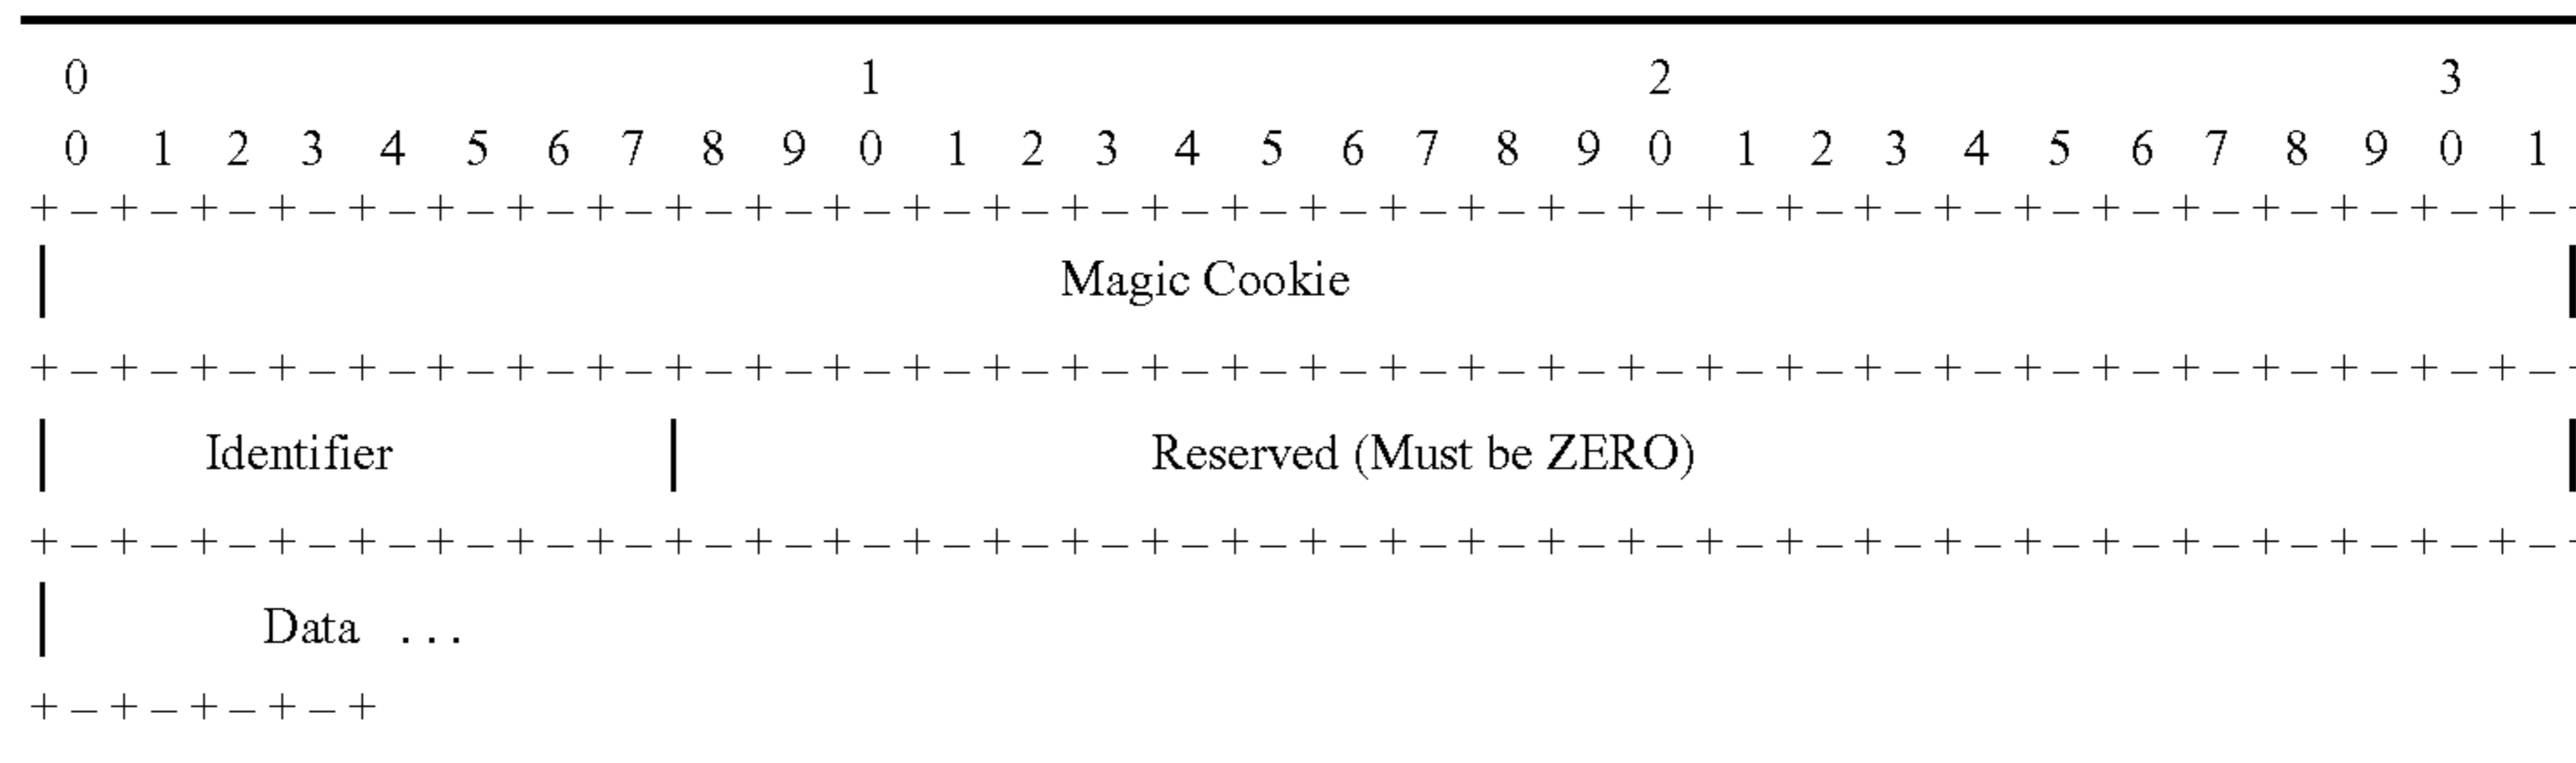 0 1 2 3
0 1 2 3 4 5 6 7 8 9 0 1 2 3 4 5 6 7 8 9 0 1 2 3 4 5 6 7 8 9 0 1
+–+–+–+–+–+–+–+–+–+–+–+–+–+–+–+–+–+–+–+–+–+–+–+–+–+–+–+–+–+–+–+–+
| Magic Cookie |
+–+–+–+–+–+–+–+–+–+–+–+–+–+–+–+–+–+–+–+–+–+–+–+–+–+–+–+–+–+–+–+–+
| Identifier | Reserved (Must be ZERO) |
+–+–+–+–+–+–+–+–+–+–+–+–+–+–+–+–+–+–+–+–+–+–+–+–+–+–+–+–+–+–+–+–+
| Data ...
+–+–+–+–+